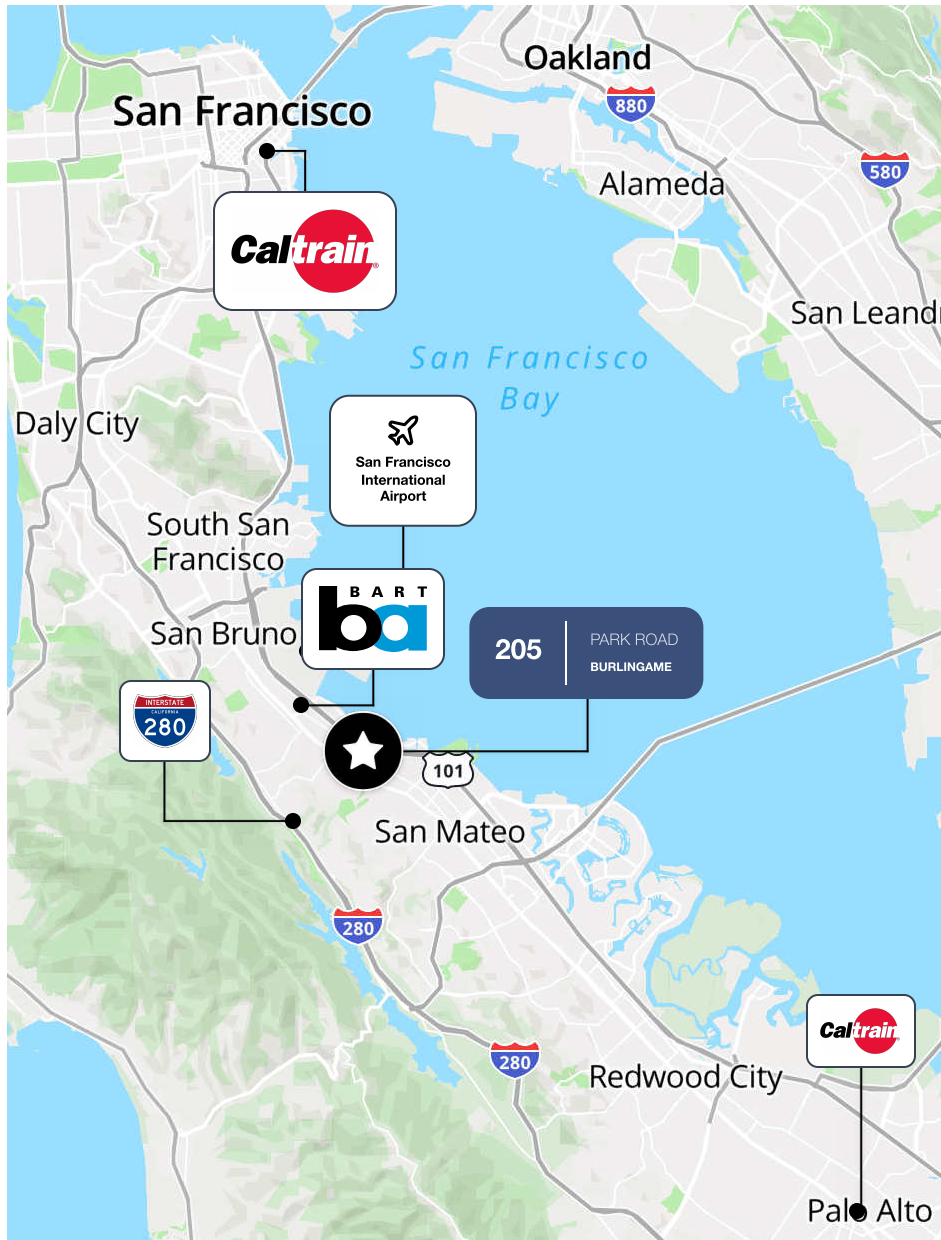 Oakland
880
San Francisco
580
Alameda
Caltrain
San Leand
San Francisco
Bay
Daly City
San Francisco
International
Airport
South San
Francisco
BART
ba
San Bruno
205
PARK ROAD
BURLINGAME
INTERSTATE
CALIFORNIA
280
101
San Mateo
280
Caltrain
280
Redwood City
Palo Alto